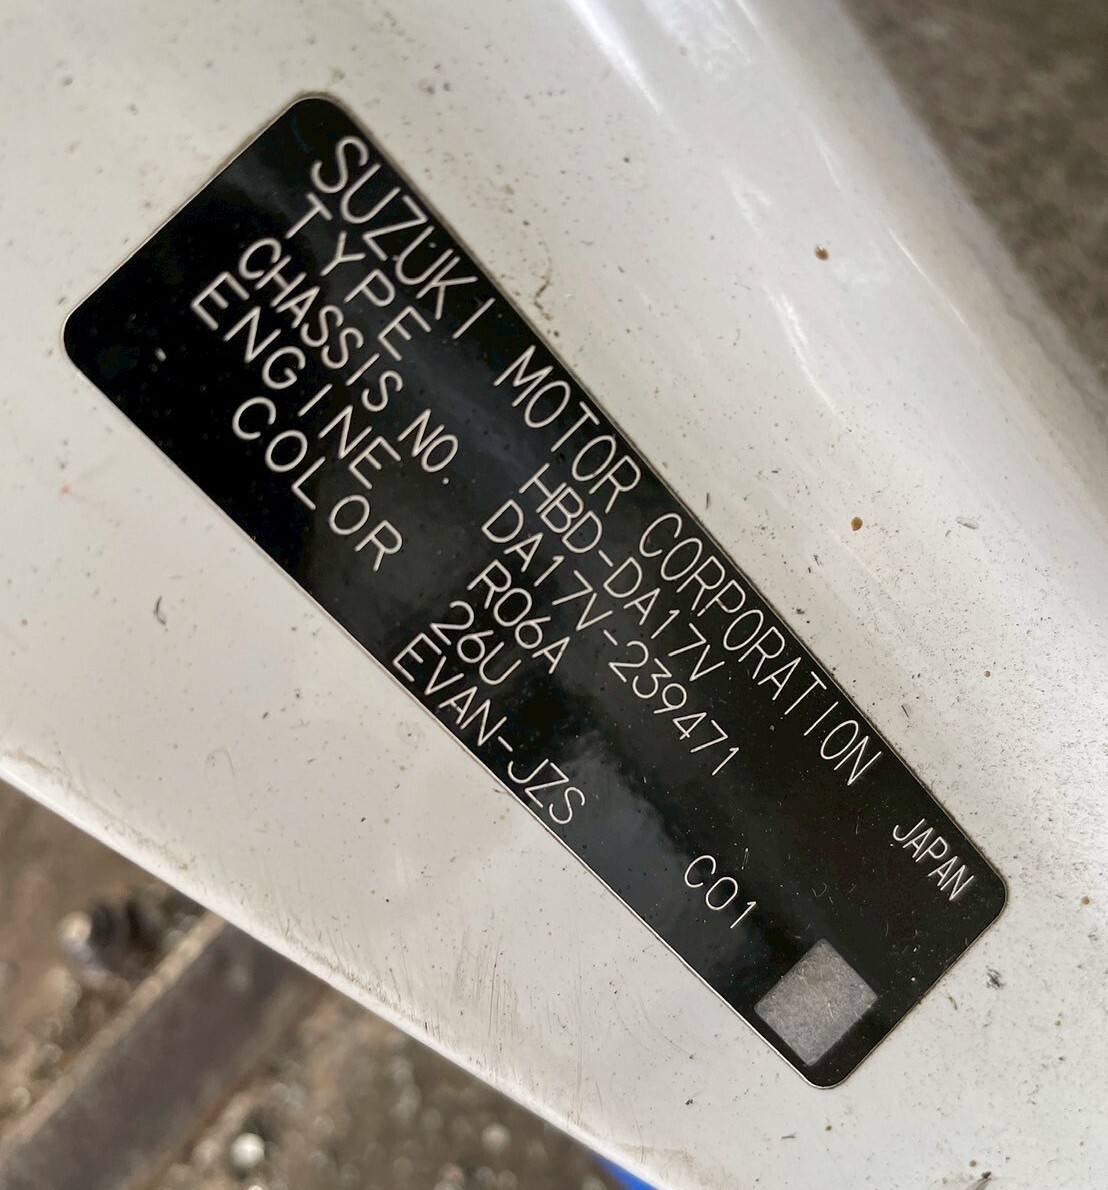 SUZUKI MOTOR CORPORATION JAPAN
TYPE HBD-DA17V
CHASSIS NO. DA17V-239471
ENGINE R06A
COLOR 26U
EVAN-JZS C01